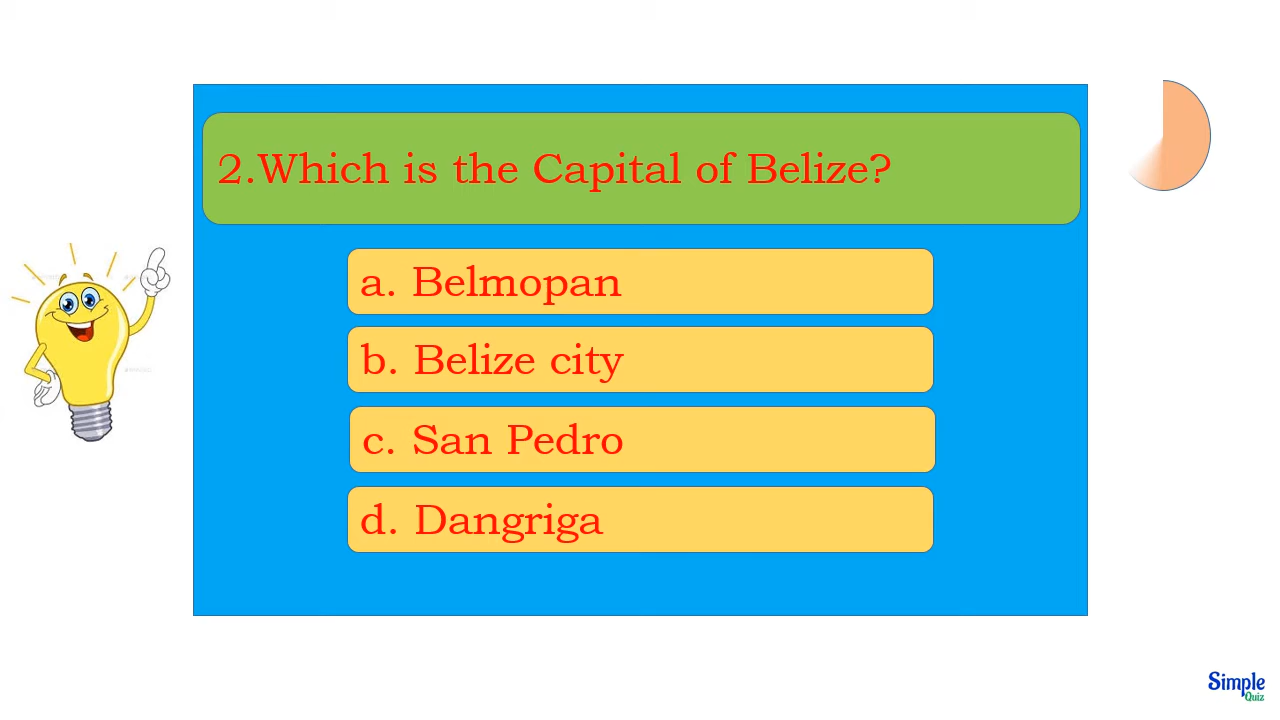 2.Which is the Capital of Belize?
a. Belmopan
b. Belize city
c. San Pedro
d. Dangriga
Simple
Quiz